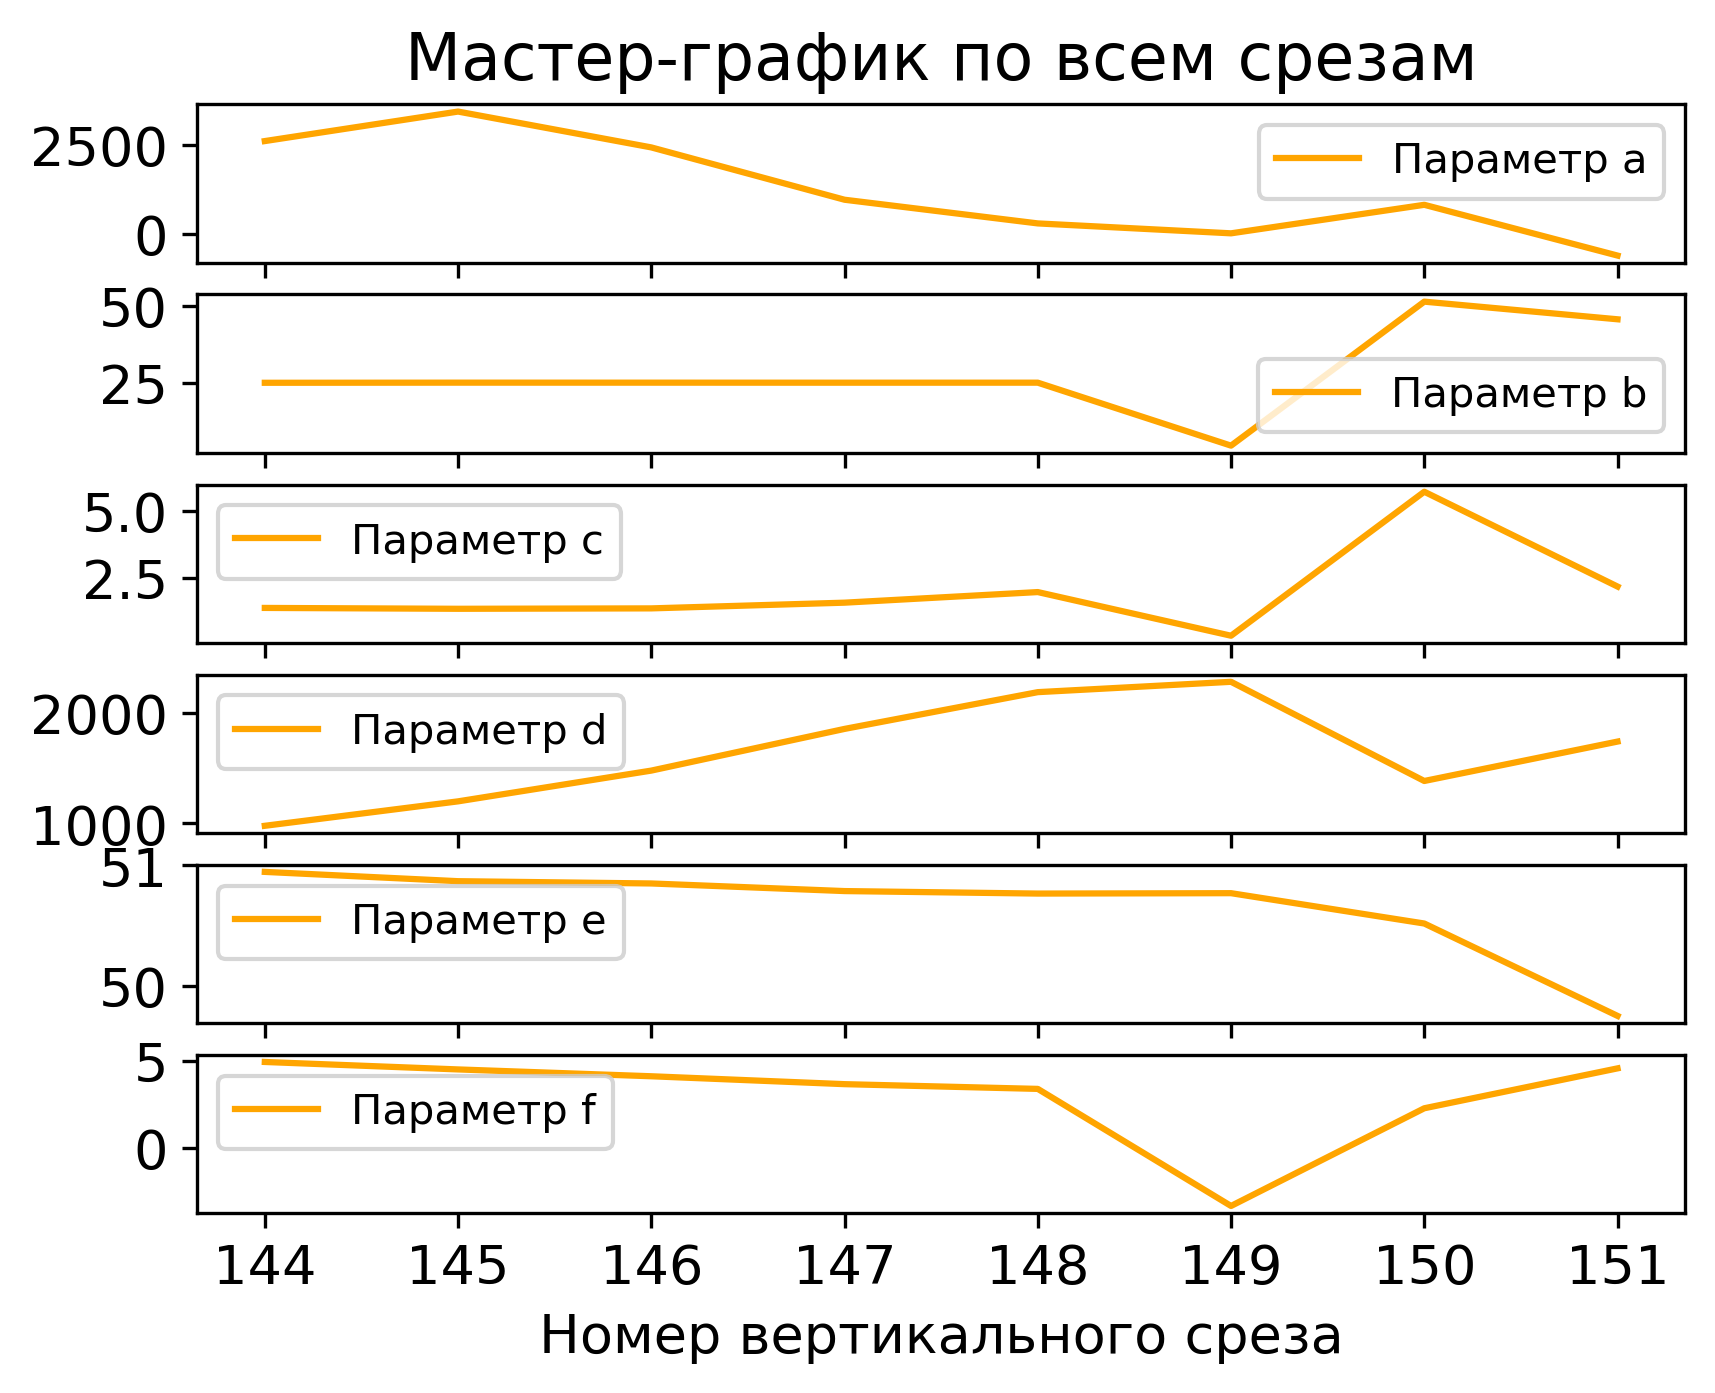 Мастер-график по всем срезам
2500
0
Параметр a
50
25
Параметр b
5.0
2.5
Параметр c
2000
1000
Параметр d
51
50
Параметр e
5
0
Параметр f
144 145 146 147 148 149 150 151
Номер вертикального среза